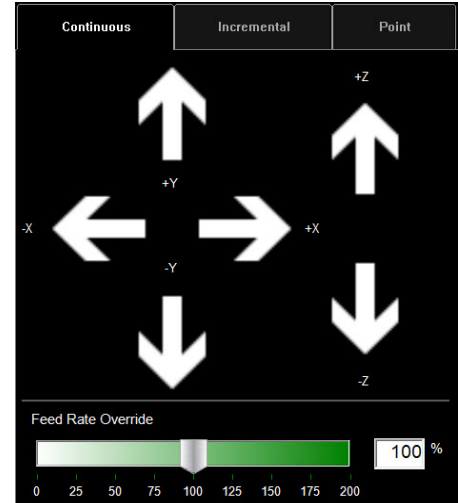 Continuous Incremental Point
+Z
+Y
-X +X
-Y
-Z
Feed Rate Override
100 %
0 25 50 75 100 125 150 175 200